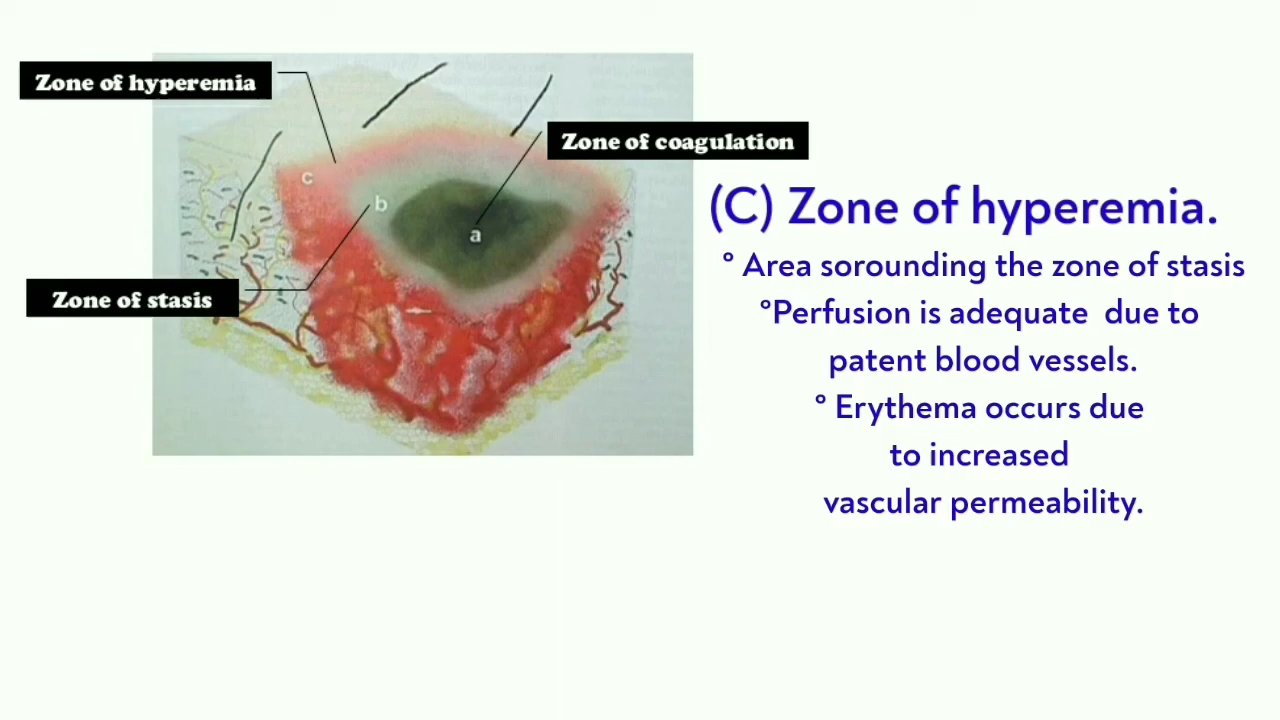 Zone of hyperemia
Zone of coagulation
c
b
a
Zone of stasis
(C) Zone of hyperemia.
° Area sorounding the zone of stasis
°Perfusion is adequate due to
patent blood vessels.
° Erythema occurs due
to increased
vascular permeability.